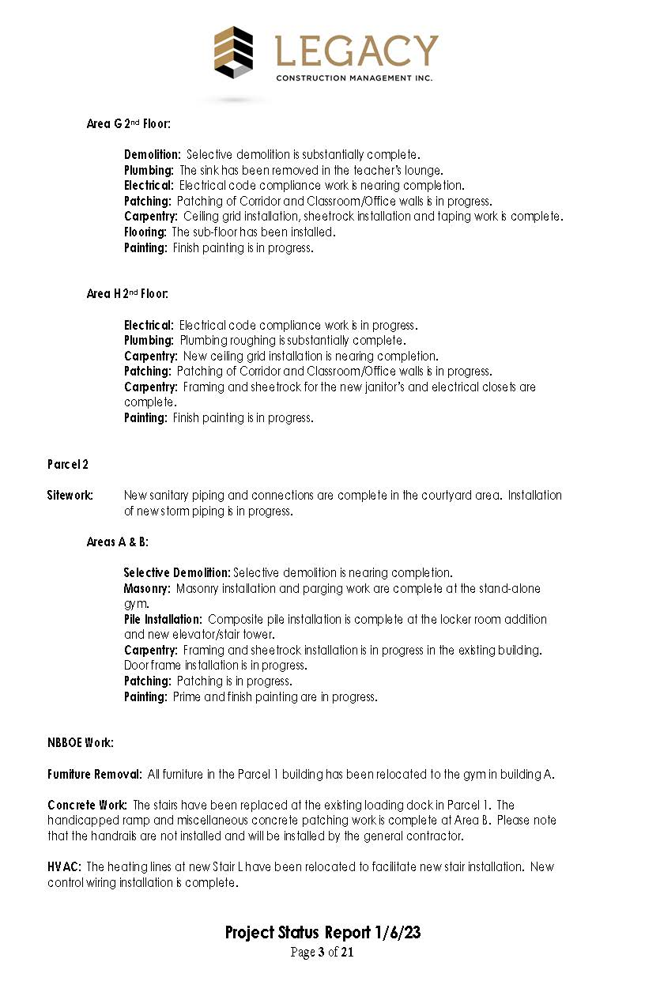 LEGACY
CONSTRUCTION MANAGEMENT INC.
Area G 2nd Floor:
Demolition: Selective demolition is substantially complete.
Plumbing: The sink has been removed in the teacher's lounge.
Electrical: Electrical code compliance work is nearing completion.
Patching: Patching of Corridor and Classroom/Office walls is in progress.
Carpentry: Ceiling grid installation, sheetrock installation and taping work is complete.
Flooring: The sub-floor has been installed.
Painting: Finish painting is in progress.
Area H 2nd Floor:
Electrical: Electrical code compliance work is in progress.
Plumbing: Plumbing roughing is substantially complete.
Carpentry: New ceiling grid installation is nearing completion.
Patching: Patching of Corridor and Classroom/Office walls is in progress.
Carpentry: Framing and sheetrock for the new janitor's and electrical closets are
complete.
Painting: Finish painting is in progress.
Parcel 2
Sitework: New sanitary piping and connections are complete in the courtyard area. Installation
of new storm piping is in progress.
Areas A & B:
Selective Demolition: Selective demolition is nearing completion.
Masonry: Masonry installation and parging work are complete at the stand-alone
gym.
Pile Installation: Composite pile installation is complete at the locker room addition
and new elevator/stair tower.
Carpentry: Framing and sheetrock installation is in progress in the existing building.
Door frame installation is in progress.
Patching: Patching is in progress.
Painting: Prime and finish painting are in progress.
NBBOE Work:
Furniture Removal: All furniture in the Parcel 1 building has been relocated to the gym in building A.
Concrete Work: The stairs have been replaced at the existing loading dock in Parcel 1. The
handicapped ramp and miscellaneous concrete patching work is complete at Area B. Please note
that the handrails are not installed and will be installed by the general contractor.
HVAC: The heating lines at new Stair L have been relocated to facilitate new stair installation. New
control wiring installation is complete.
Project Status Report 1/6/23
Page 3 of 21